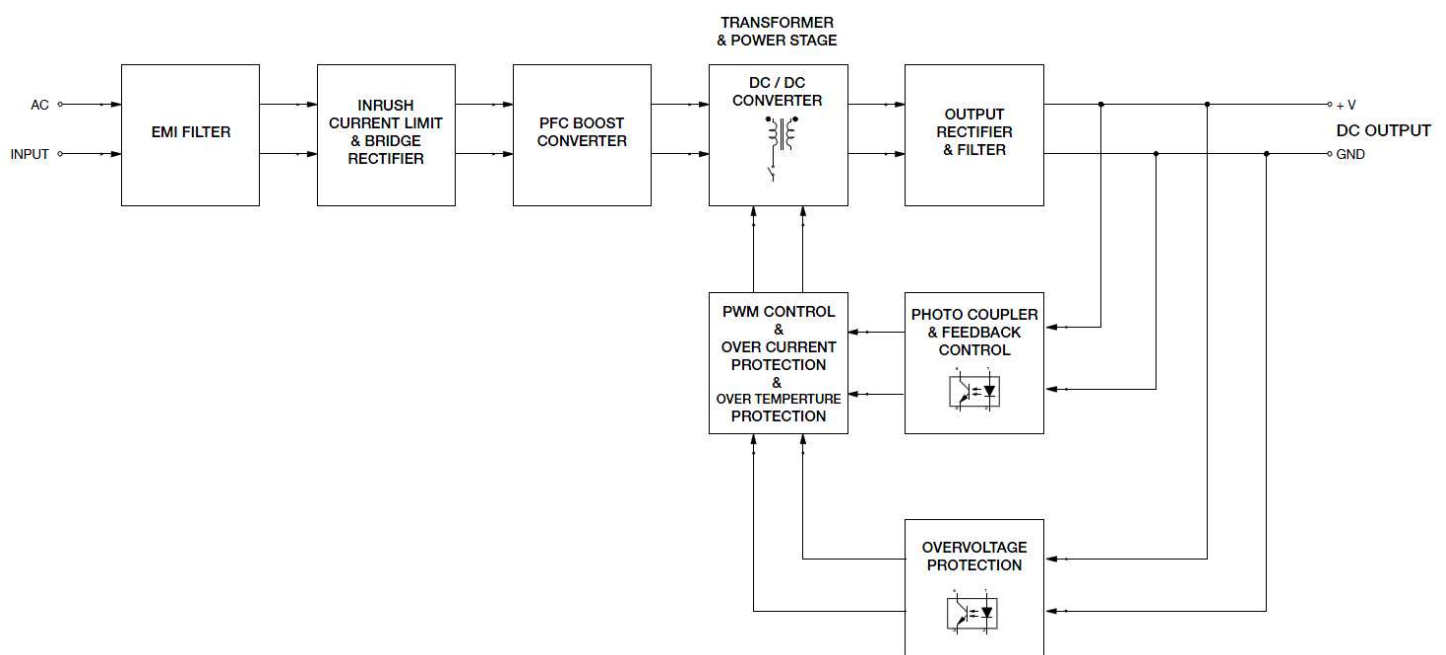 TRANSFORMER
& POWER STAGE
AC
INPUT
EMI FILTER
INRUSH
CURRENT LIMIT
& BRIDGE
RECTIFIER
PFC BOOST
CONVERTER
DC / DC
CONVERTER
OUTPUT
RECTIFIER
& FILTER
+ V
DC OUTPUT
GND
PWM CONTROL
&
OVER CURRENT
PROTECTION
&
OVER TEMPERTURE
PROTECTION
PHOTO COUPLER
& FEEDBACK
CONTROL
OVERVOLTAGE
PROTECTION